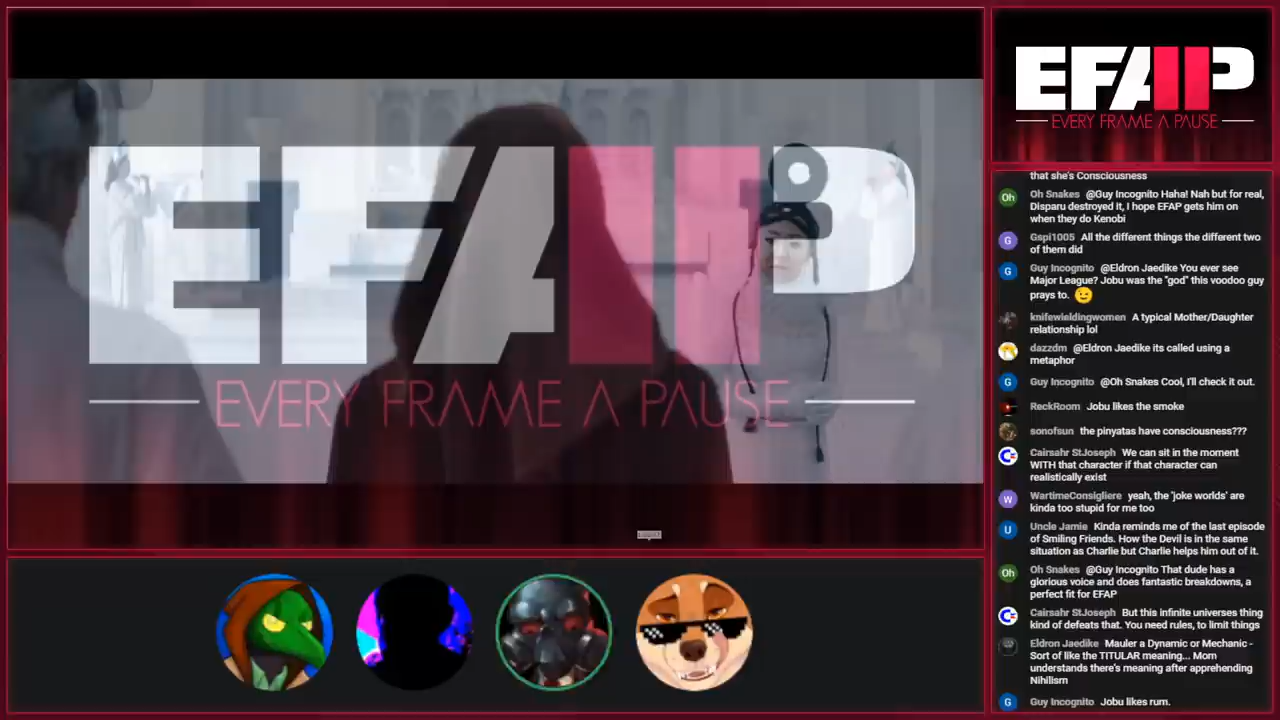 EFAP
EVERY FRAME A PAUSE
EFAP
EVERY FRAME A PAUSE
that she's Consciousness
Oh Snakes @Guy Incognito Haha! Nah but for real,
Disparu destroyed it, I hope EFAP gets him on
when they do Kenobi
Gspi1005 All the different things the different two
of them did
Guy Incognito @Eldron Jaedike You ever see
Major League? Jobu was the "god" this voodoo guy
prays to. 😉
knifewieldingwomen A typical Mother/Daughter
relationship lol
dazzdm @Eldron Jaedike its called using a
metaphor
Guy Incognito @Oh Snakes Cool, I'll check it out.
ReckRoom Jobu likes the smoke
sonofsun the pinyatas have consciousness???
Cairsahr StJoseph We can sit in the moment
WITH that character if that character can
realistically exist
WartimeConsigliere yeah, the 'joke worlds' are
kinda too stupid for me too
Uncle Jamie Kinda reminds me of the last episode
of Smiling Friends. How the Devil is in the same
situation as Charlie but Charlie helps him out of it.
Oh Snakes @Guy Incognito That dude has a
glorious voice and does fantastic breakdowns, a
perfect fit for EFAP
Cairsahr StJoseph But this infinite universes thing
kind of defeats that. You need rules, to limit things
Eldron Jaedike Mauler a Dynamic or Mechanic -
Sort of like the TITULAR meaning... Mom
understands there's meaning after apprehending
Nihilism
Guy Incognito Jobu likes rum.